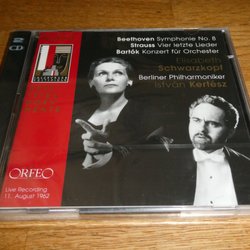 2
CD
Beethoven Symphonie No. 8
Strauss Vier letzte Lieder
Bartók Konzert für Orchester
Elisabeth
Schwarzkopf
Berliner Philharmoniker
István Kertész
ORFEO
Live Recording
11. August 1962